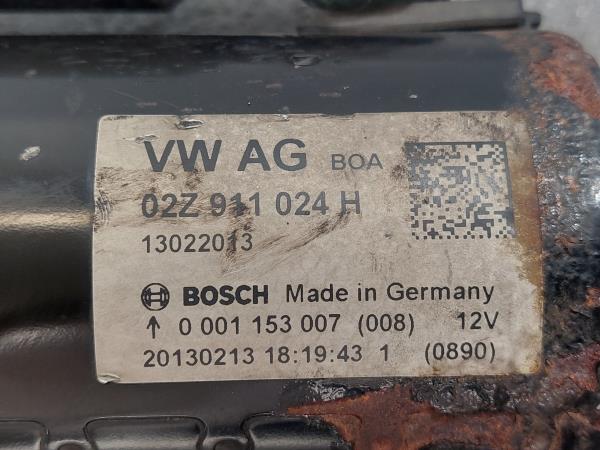 VW AG BOA
02Z 911 024 H
13022013
BOSCH Made in Germany
↑ 0 001 153 007 (008) 12V
20130213 18:19:43 1 (0890)